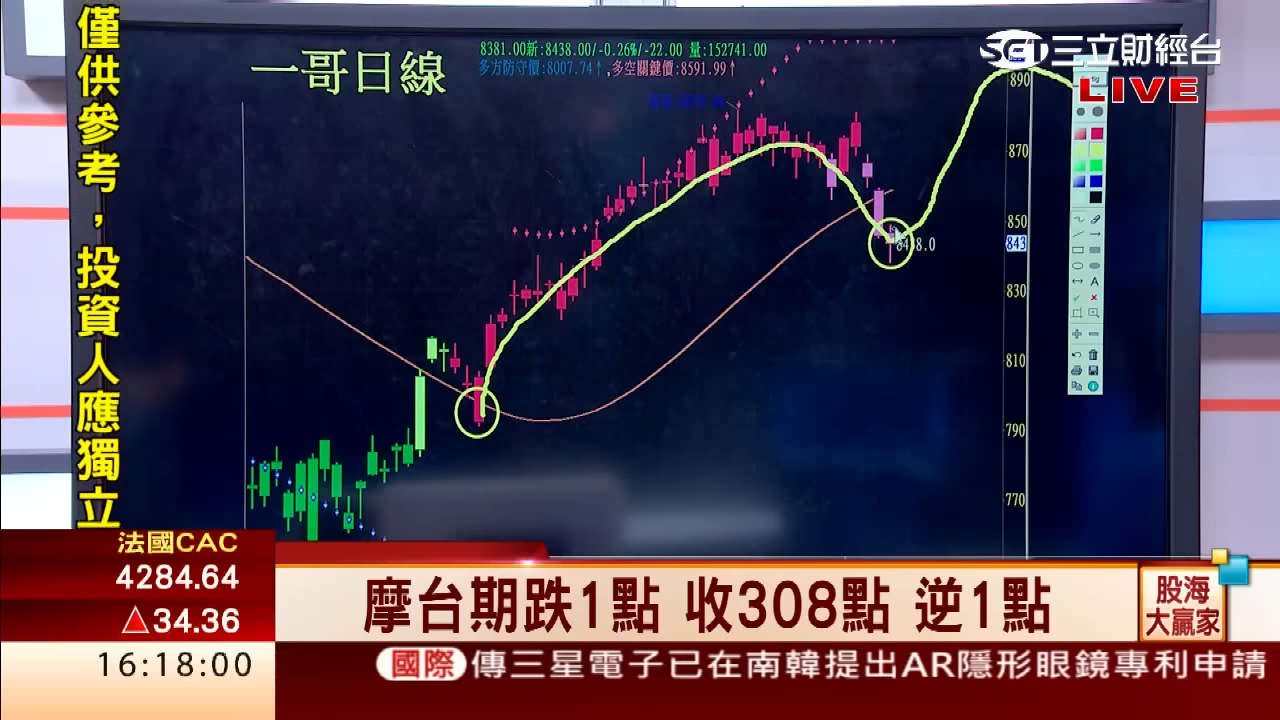 僅供參考，投資人應獨立
一哥日線
8381.00新:8438.00/-0.26%/-22.00 量:152741.00
多方防守價:8007.74↑,多空關鍵價:8591.99↑
SET三立財經台
LIVE
890
870
850
843
830
810
790
770
法國CAC
4284.64
△34.36
16:18:00
摩台期跌1點 收308點 逆1點
股海
大贏家
國際 傳三星電子已在南韓提出AR隱形眼鏡專利申請